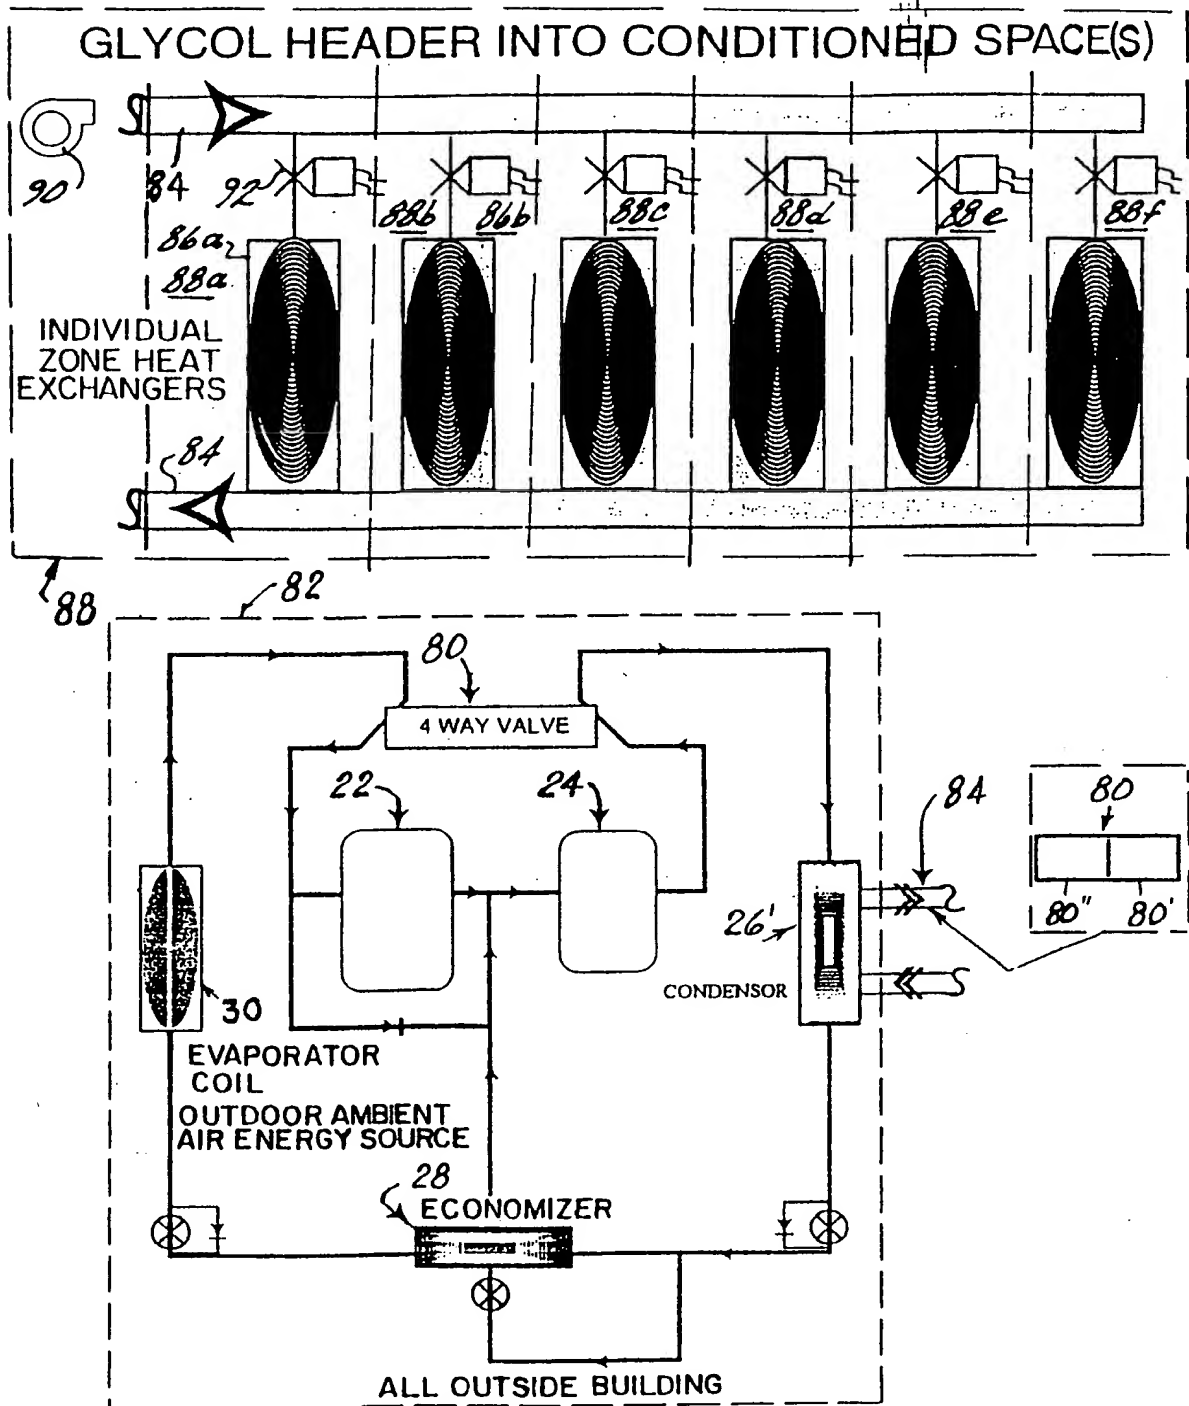 GLYCOL HEADER INTO CONDITIONED SPACE(S)
90
84
92
88b
86b
88c
88d
88e
88f
86a
88a
INDIVIDUAL
ZONE HEAT
EXCHANGERS
84
88
82
80
4 WAY VALVE
22
24
84
80
80"
80'
26'
CONDENSOR
30
EVAPORATOR
COIL
OUTDOOR AMBIENT
AIR ENERGY SOURCE
28
ECONOMIZER
ALL OUTSIDE BUILDING